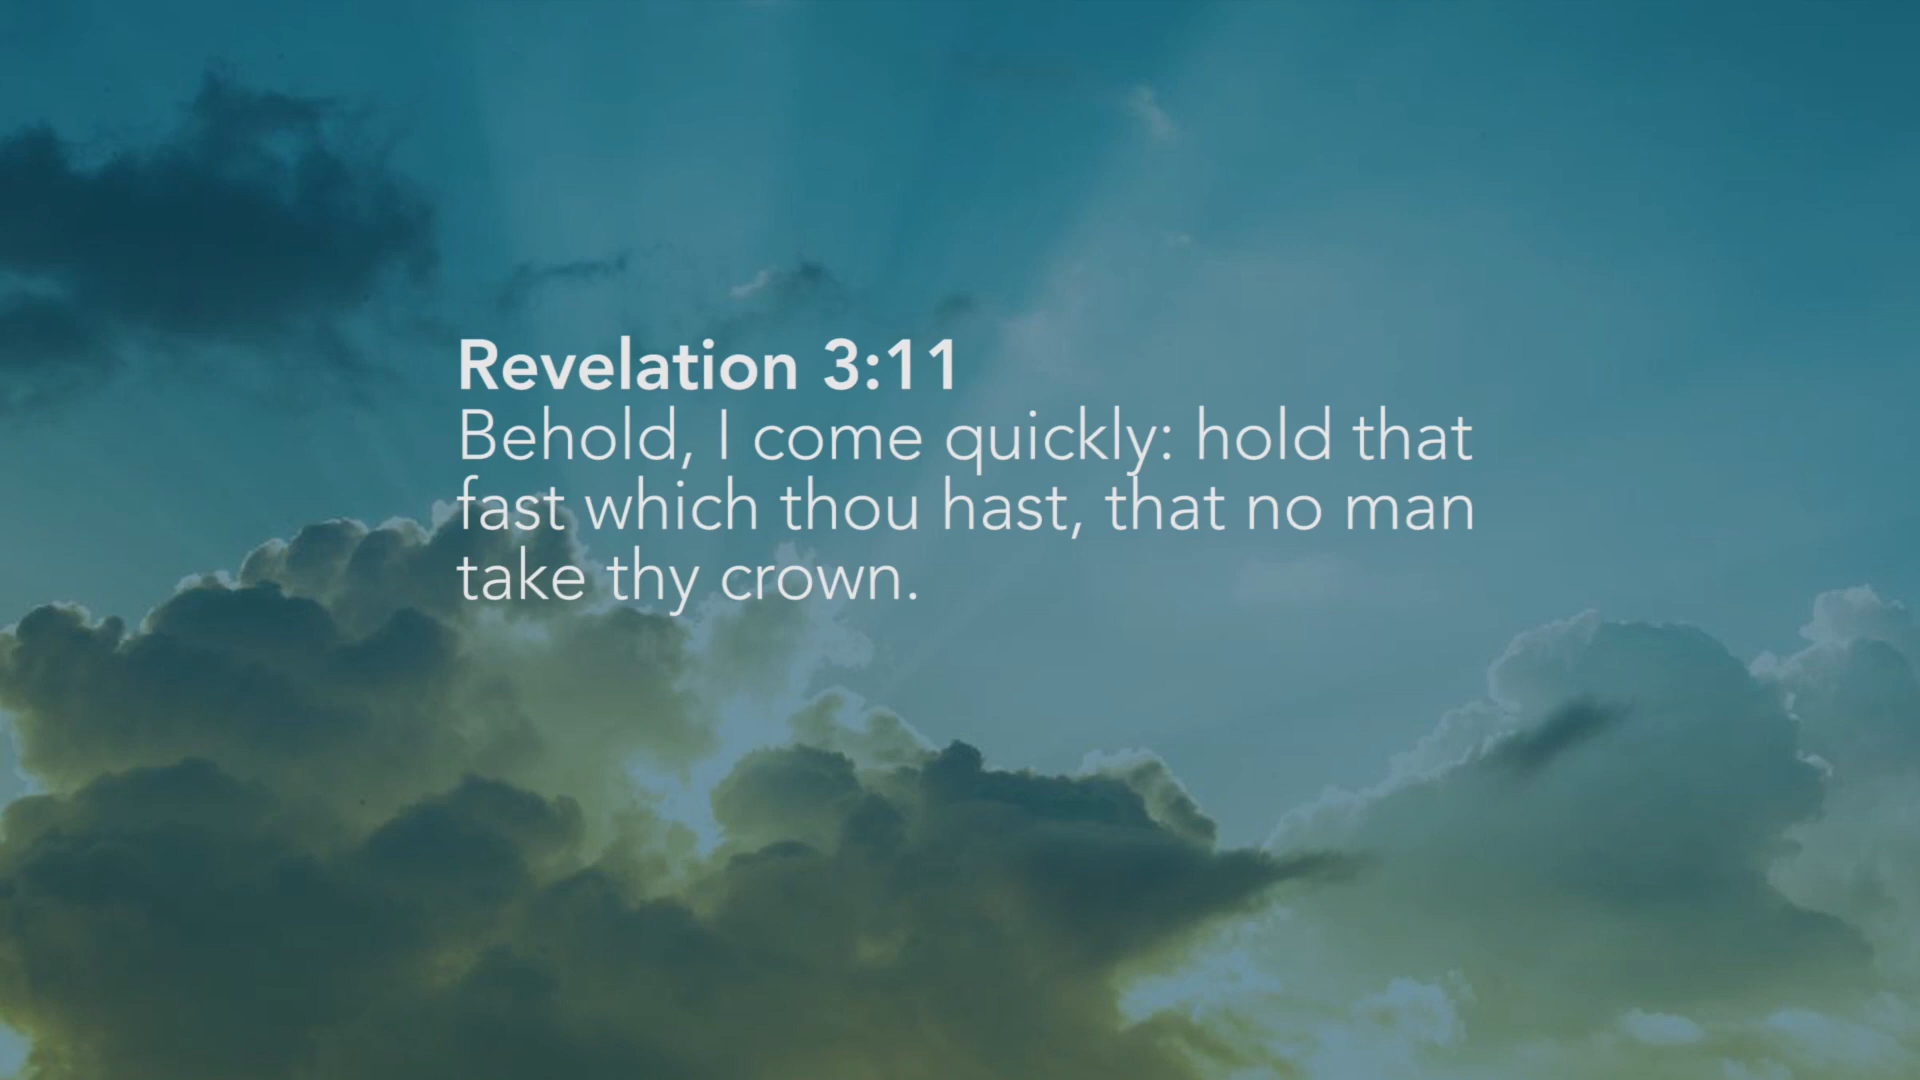 Revelation 3:11
Behold, I come quickly: hold that
fast which thou hast, that no man
take thy crown.